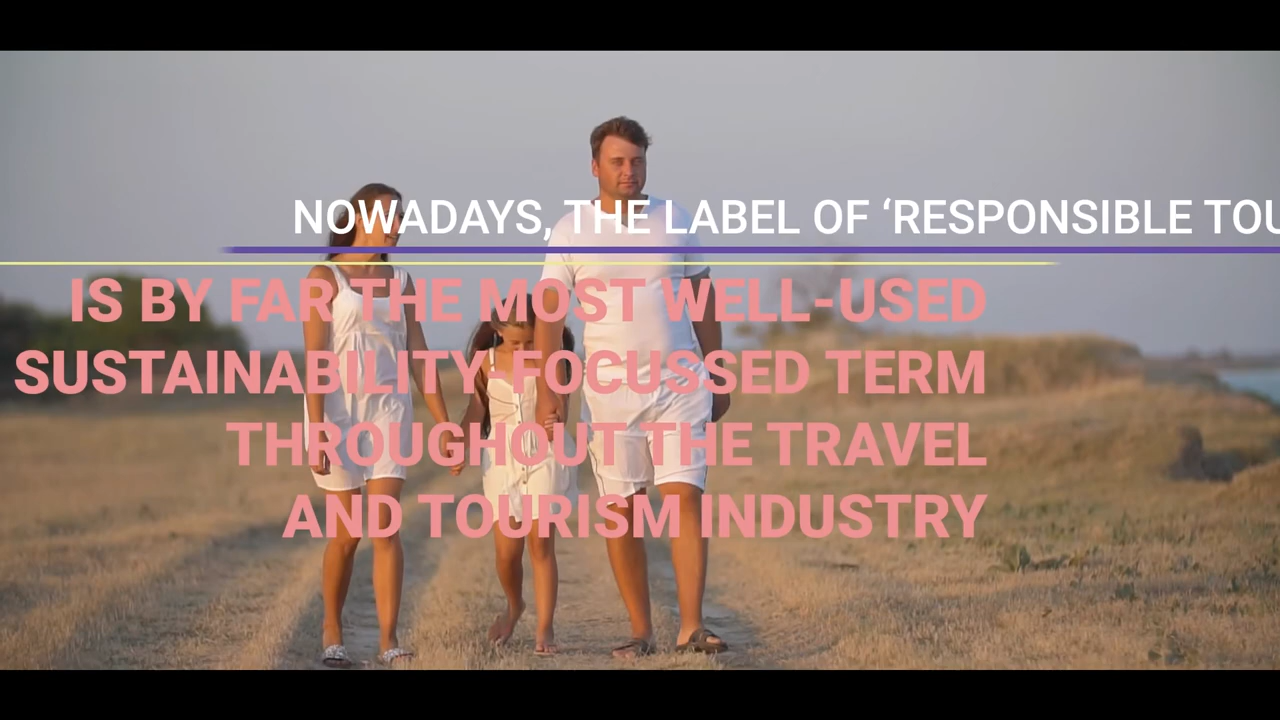 NOWADAYS, THE LABEL OF ‘RESPONSIBLE
IS BY FAR THE MOST WELL-USED
SUSTAINABILITY-FOCUSSED TERM
THROUGHOUT THE TRAVEL
AND TOURISM INDUSTRY